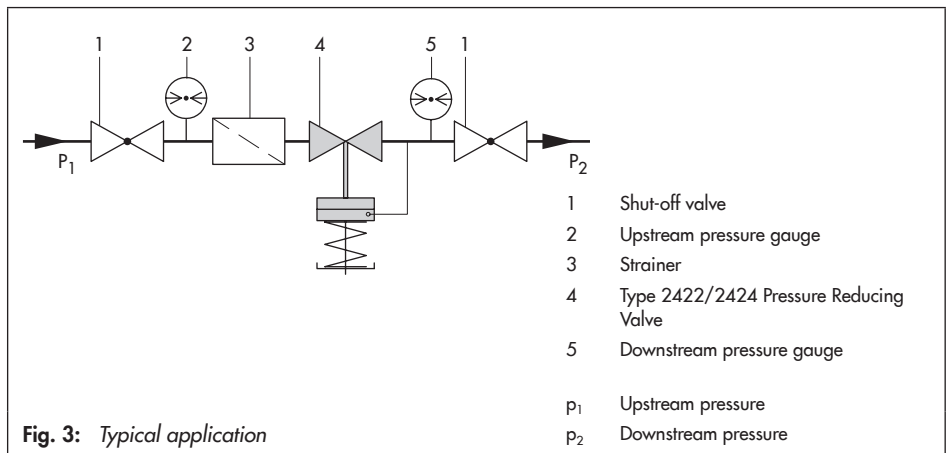 1 2 3 4 5 1
P1 P2
1 Shut-off valve
2 Upstream pressure gauge
3 Strainer
4 Type 2422/2424 Pressure Reducing
Valve
5 Downstream pressure gauge
p1 Upstream pressure
p2 Downstream pressure
Fig. 3: Typical application